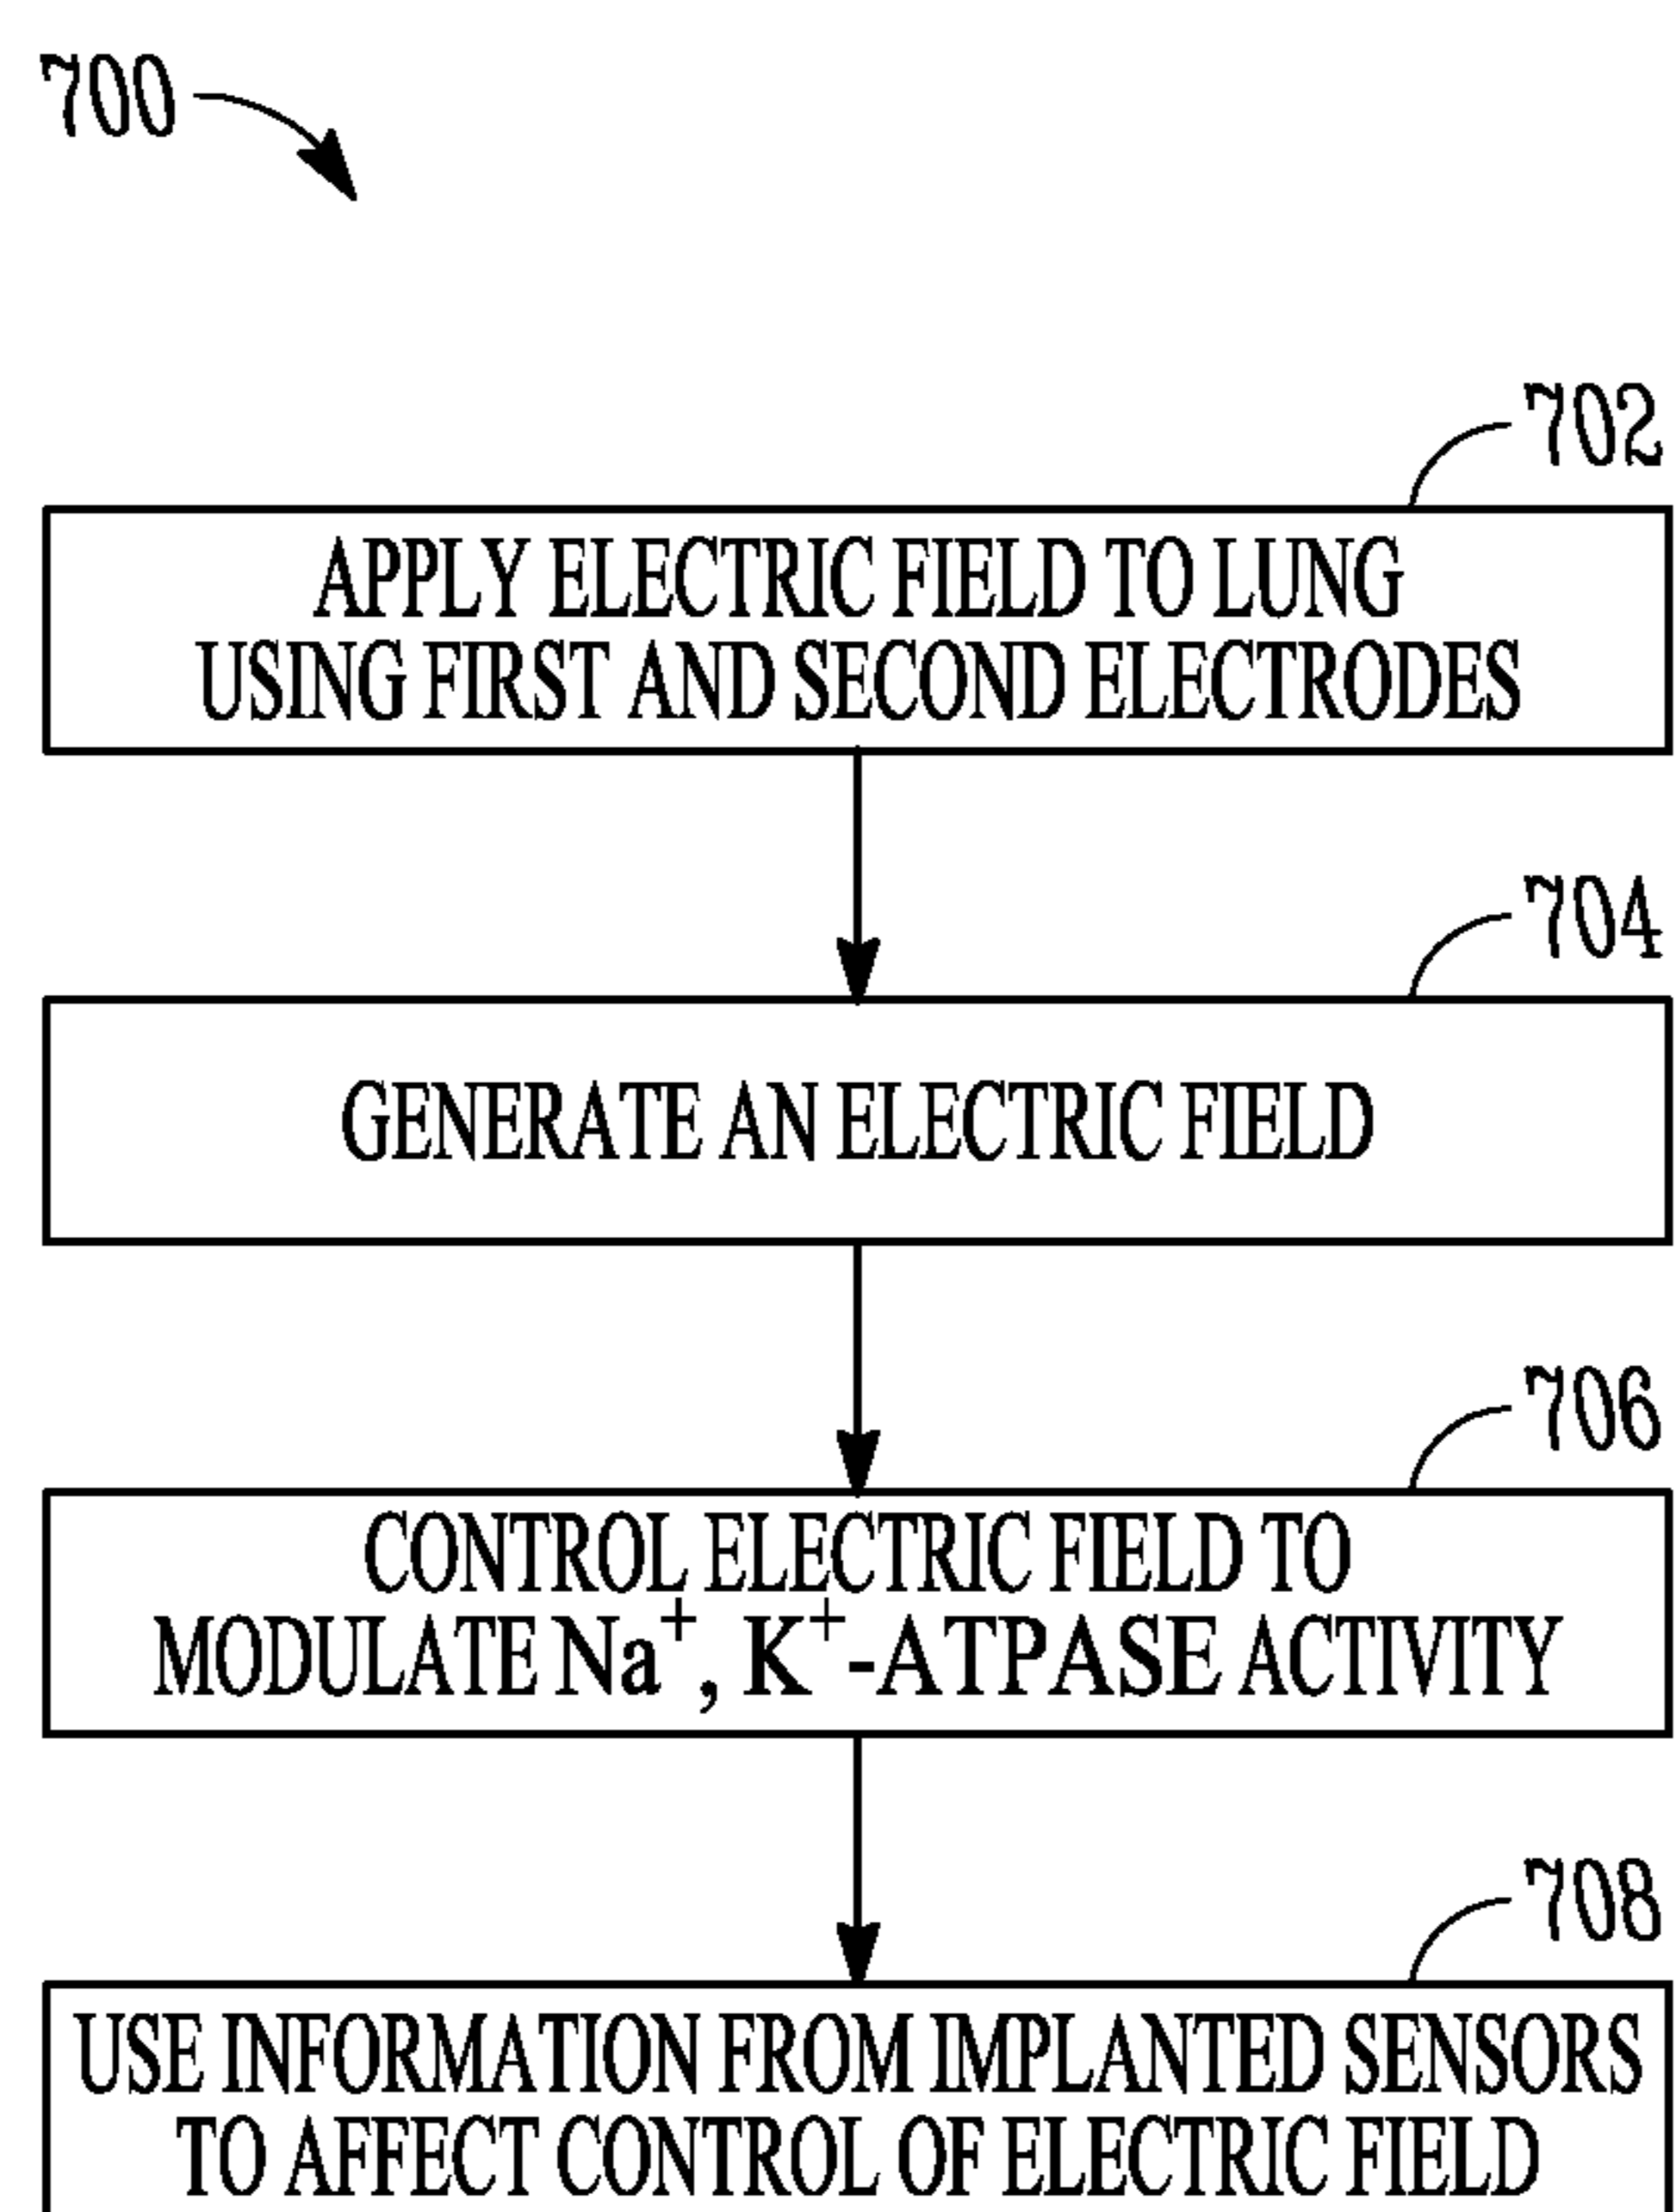 700
702
APPLY ELECTRIC FIELD TO LUNG
USING FIRST AND SECOND ELECTRODES
704
GENERATE AN ELECTRIC FIELD
706
CONTROL ELECTRIC FIELD TO
MODULATE Na⁺, K⁺-ATPASE ACTIVITY
708
USE INFORMATION FROM IMPLANTED SENSORS
TO AFFECT CONTROL OF ELECTRIC FIELD